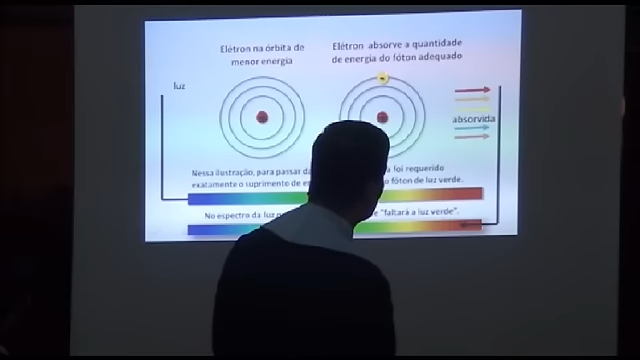 Elétron na órbita de
menor energia
Elétron absorve a quantidade
de energia do fóton adequado
luz
absorvida
Nessa ilustração, para passar da
a foi requerido
exatamente o suprimento de
o fóton de luz verde.
No espectro da luz
e "faltará a luz verde".